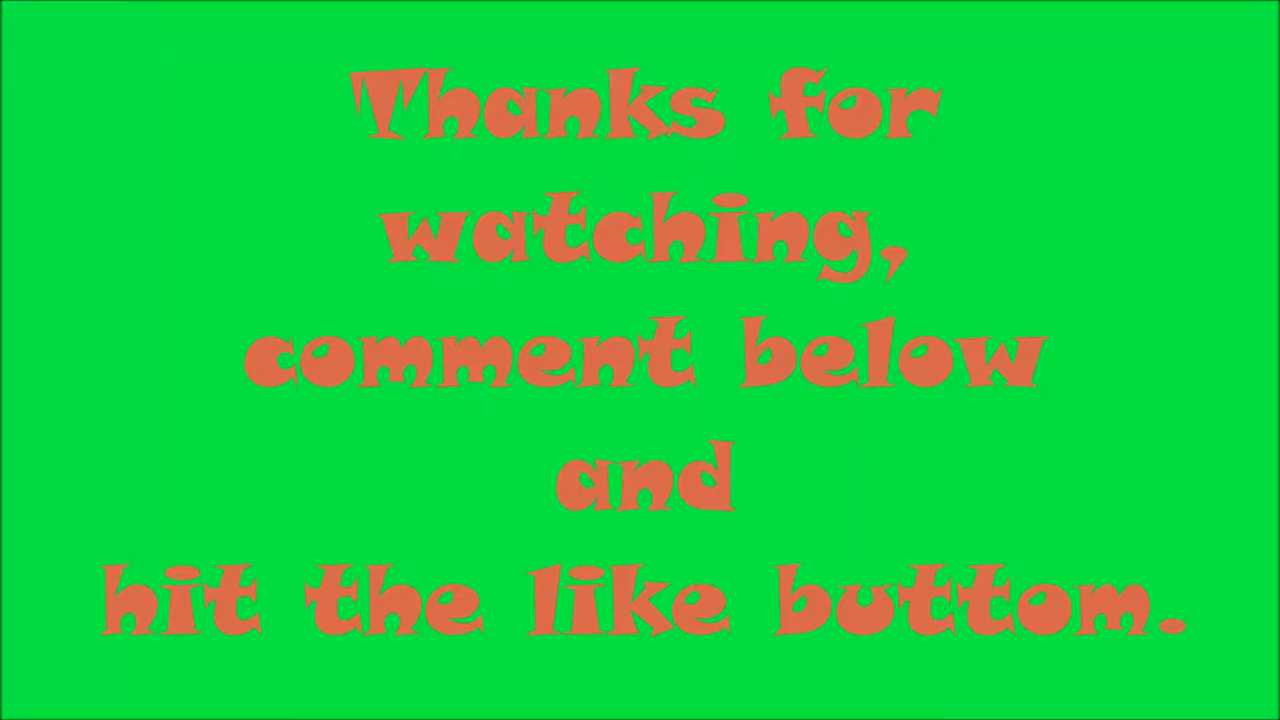 Thanks for
watching,
comment below
and
hit the like buttom.